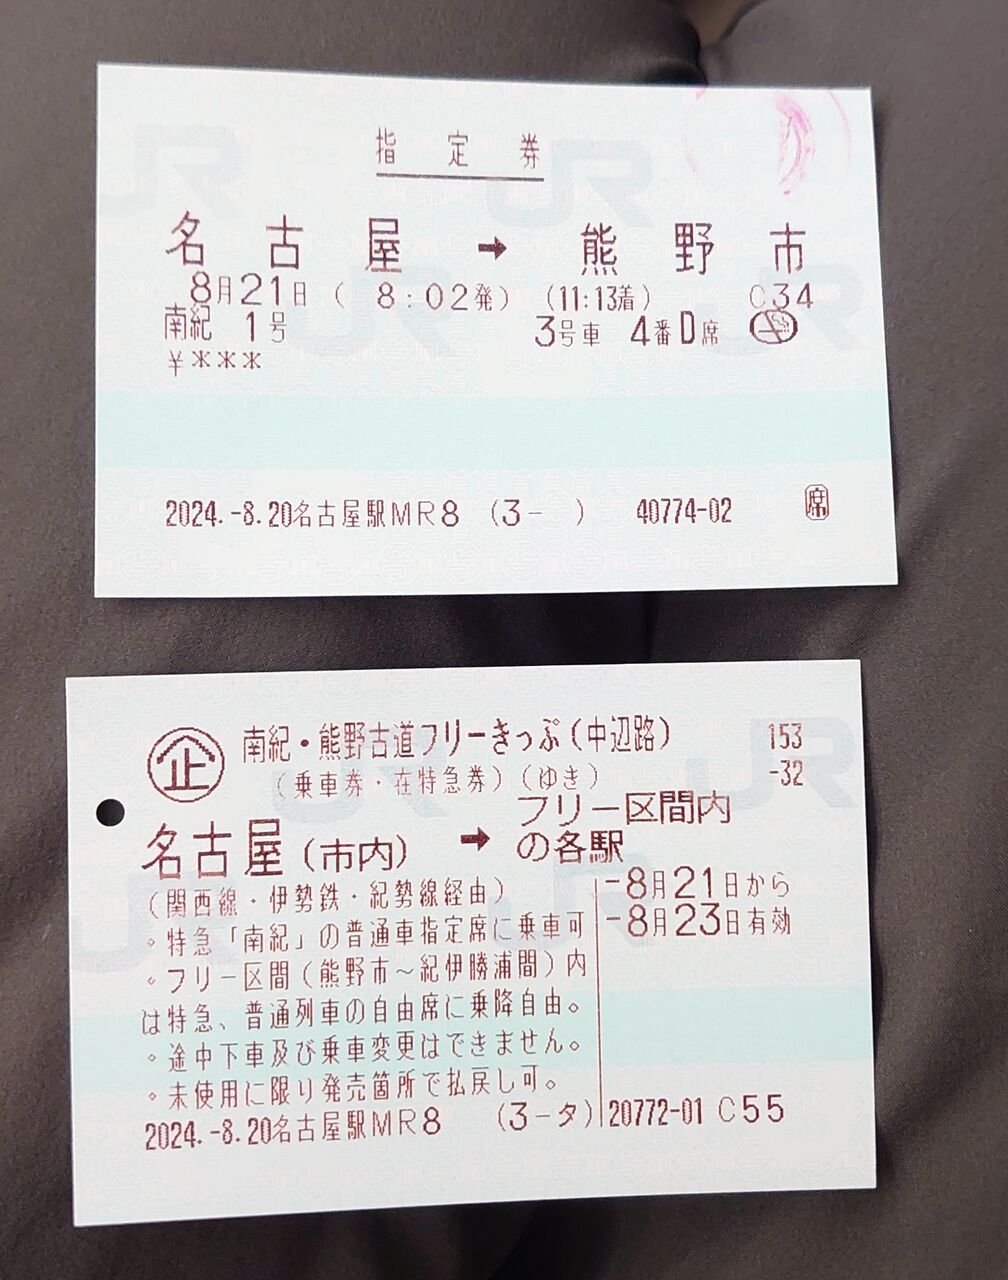 指定券
名古屋 → 熊野市
8月21日 ( 8:02発) (11:13着) C34
南紀 1号 3号車 4番D席
￥***
2024.-8.20名古屋駅MR8 (3- ) 40774-02 席
企 南紀・熊野古道フリーきっぷ(中辺路) 153
(乗車券・在特急券)(ゆき) -32
名古屋(市内) → フリー区間内の各駅
(関西線・伊勢鉄・紀勢線経由)
-8月21日から
-8月23日有効
。特急「南紀」の普通車指定席に乗車可
。フリー区間(熊野市〜紀伊勝浦間)内
は特急、普通列車の自由席に乗降自由。
。途中下車及び乗車変更はできません。
。未使用に限り発売箇所で払戻し可。
2024.-8.20名古屋駅MR8 (3-タ) 20772-01 C55